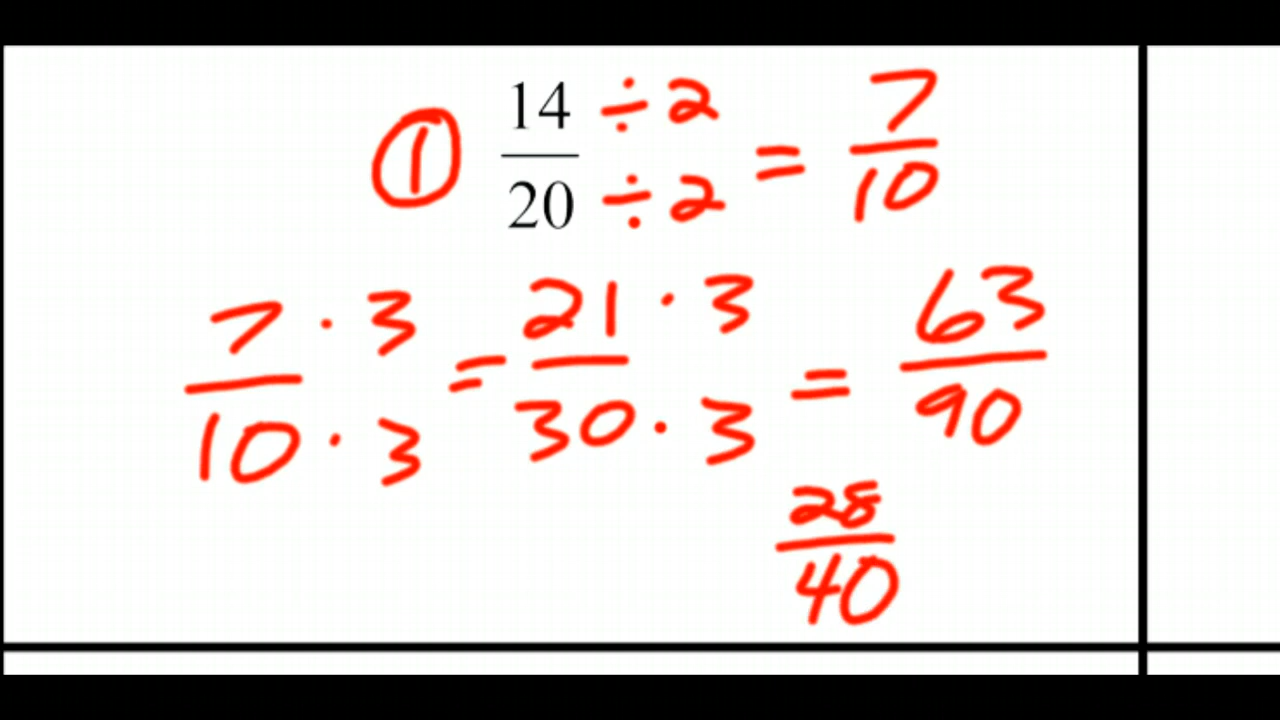 ① 14/20 ÷2/÷2 = 7/10
7/10 · 3/· 3 = 21/30 · 3/· 3 = 63/90
28/40